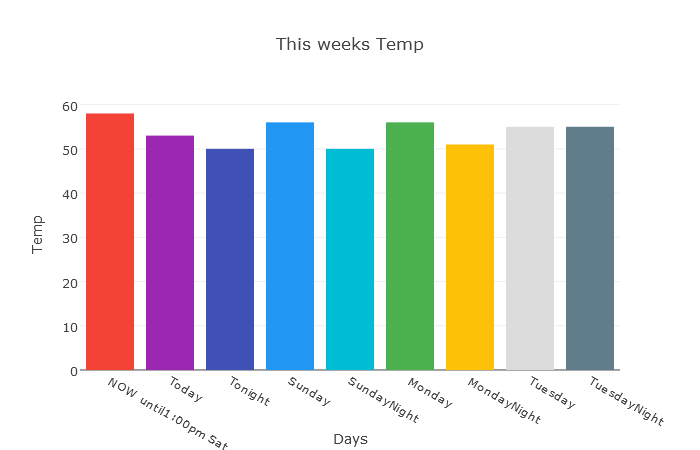 This weeks Temp
60
50
40
30
20
10
0
Temp
NOW until1:00pm Sat
Today
Tonight
Sunday
SundayNight
Monday
MondayNight
Tuesday
TuesdayNight
Days